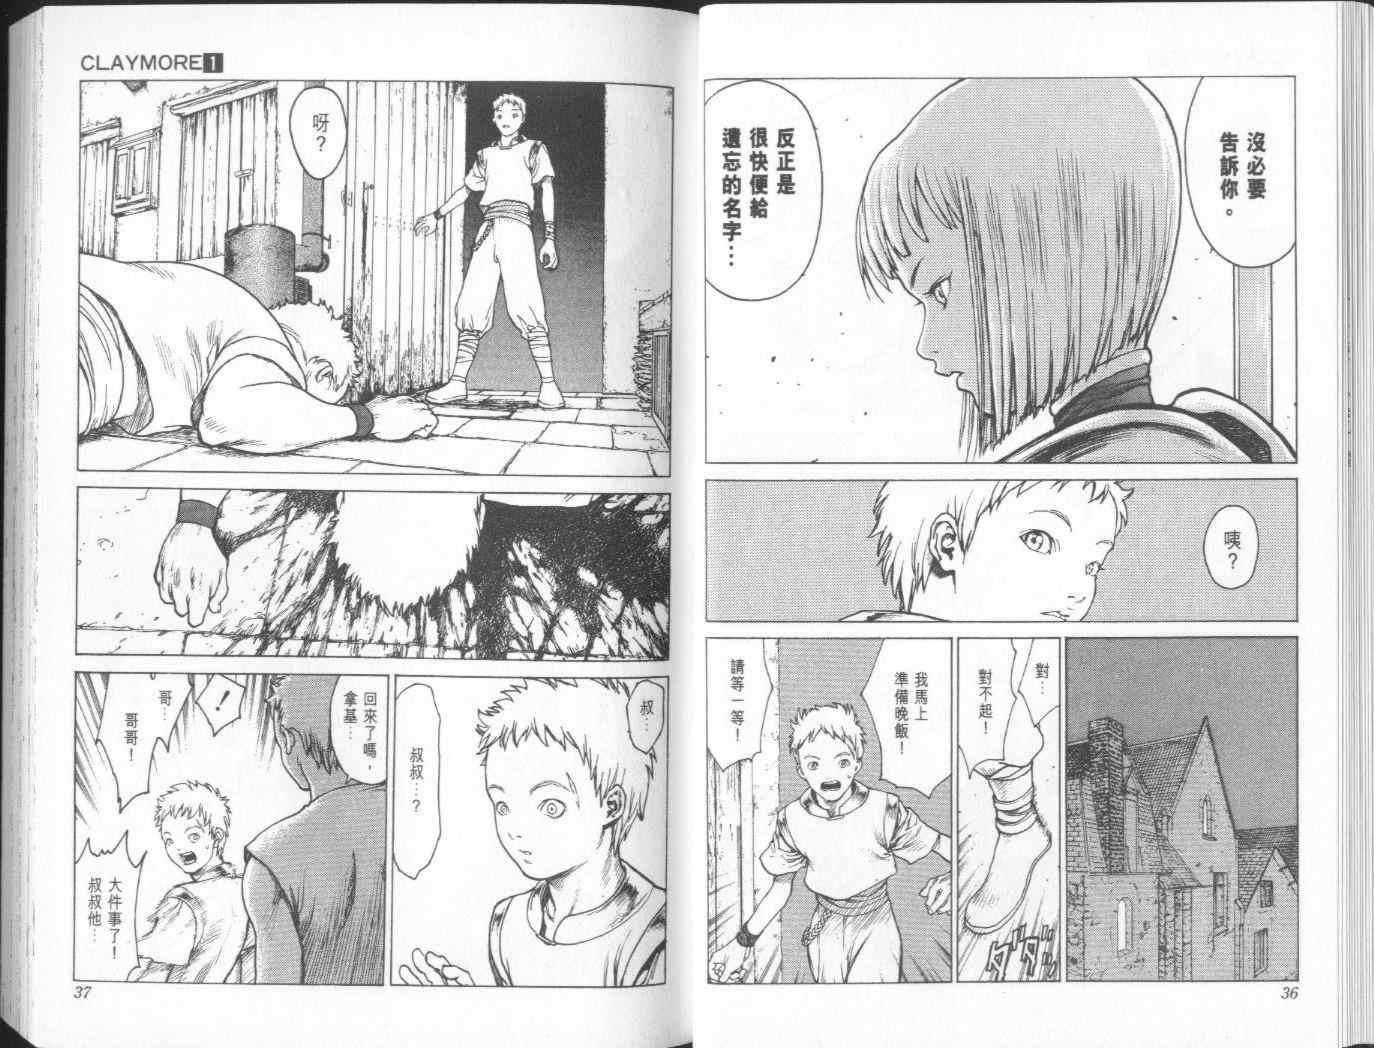 沒必要
告訴你。
反正是
很快便給
遺忘的名字…
咦？
對…
對不起！
ダダッ
我馬上
準備晚飯！
請等一等！
36
CLAYMORE 1
呀？
叔…
叔叔…？
回來了嗎，
拿基…
！
哥…
哥哥！
大件事了！
叔叔他…
37